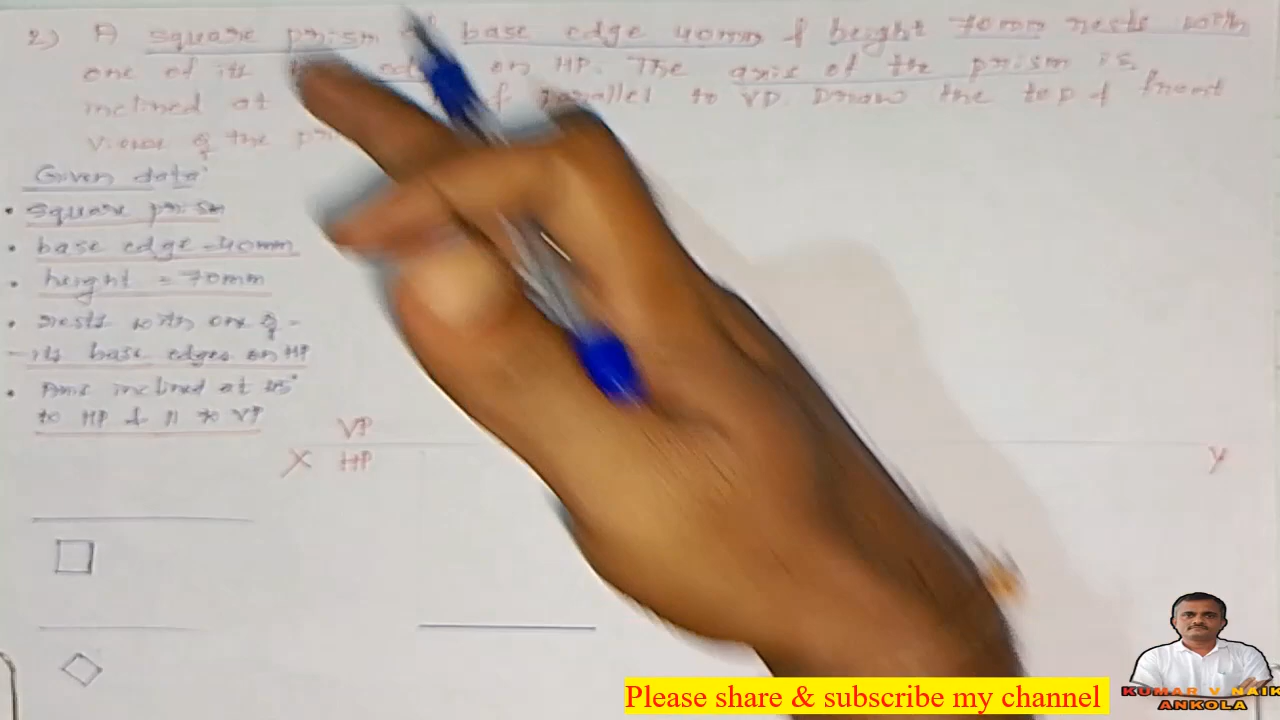 2) A square prism of base edge 40mm & height 70mm rests with
one of its edges on HP. The axis of the prism is
inclined at & parallel to VP. Draw the top & front
views of the
Given data:
• square prism
• base edge - 40mm
• height = 70mm
• rests with one of -
- its base edges on HP
• Axis inclined at 45°
to HP & // to VP
VP
X HP Y
Please share & subscribe my channel
KUMAR V NAIK
ANKOLA